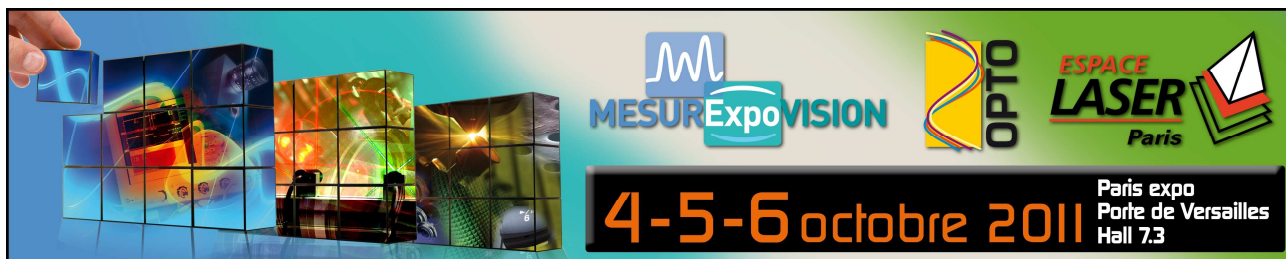 MESURExpoVISION
OPTO
ESPACE
LASER
Paris
4-5-6 octobre 2011
Paris expo
Porte de Versailles
Hall 7.3